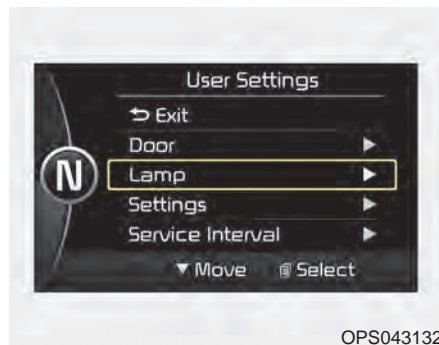 User Settings
Exit
Door
N
Lamp
Settings
Service Interval
Move Select
OPS043132